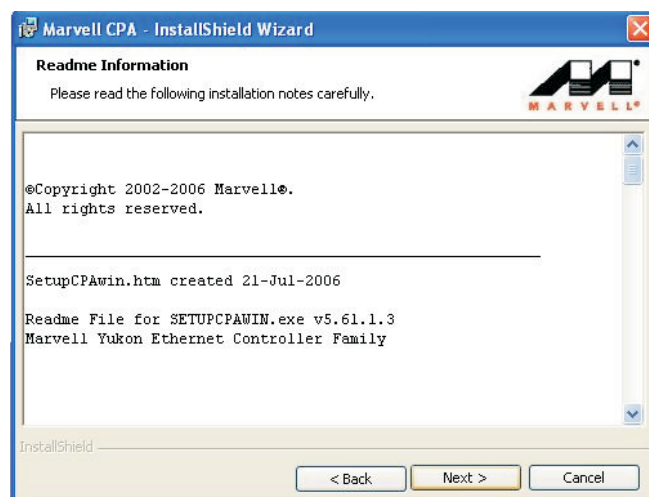 Marvell CPA - InstallShield Wizard
Readme Information
Please read the following installation notes carefully.
MARVELL®
©Copyright 2002-2006 Marvell®.
All rights reserved.
SetupCPAwin.htm created 21-Jul-2006
Readme File for SETUPCPAWIN.exe v5.61.1.3
Marvell Yukon Ethernet Controller Family
InstallShield
< Back
Next >
Cancel